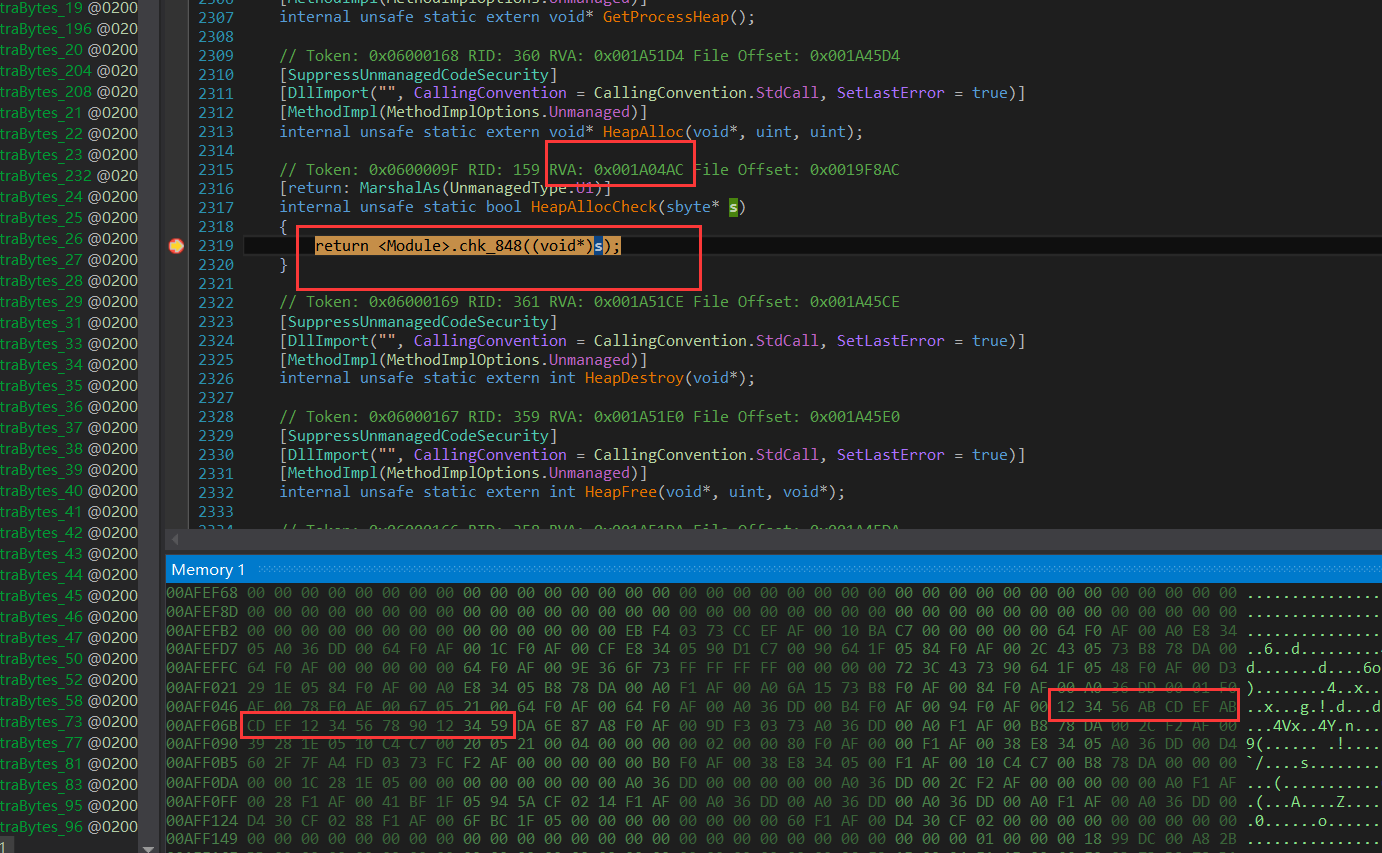 traBytes_19 @0200
traBytes_196 @020
traBytes_20 @0200
traBytes_204 @020
traBytes_208 @020
traBytes_21 @0200
traBytes_22 @0200
traBytes_23 @0200
traBytes_232 @020
traBytes_24 @0200
traBytes_25 @0200
traBytes_26 @0200
traBytes_27 @0200
traBytes_28 @0200
traBytes_29 @0200
traBytes_31 @0200
traBytes_33 @0200
traBytes_34 @0200
traBytes_35 @0200
traBytes_36 @0200
traBytes_37 @0200
traBytes_38 @0200
traBytes_39 @0200
traBytes_40 @0200
traBytes_41 @0200
traBytes_42 @0200
traBytes_43 @0200
traBytes_44 @0200
traBytes_45 @0200
traBytes_46 @0200
traBytes_47 @0200
traBytes_50 @0200
traBytes_52 @0200
traBytes_58 @0200
traBytes_73 @0200
traBytes_77 @0200
traBytes_81 @0200
traBytes_83 @0200
traBytes_95 @0200
traBytes_96 @0200
2307 internal unsafe static extern void* GetProcessHeap();
2308
2309 // Token: 0x06000168 RID: 360 RVA: 0x001A51D4 File Offset: 0x001A45D4
2310 [SuppressUnmanagedCodeSecurity]
2311 [DllImport("", CallingConvention = CallingConvention.StdCall, SetLastError = true)]
2312 [MethodImpl(MethodImplOptions.Unmanaged)]
2313 internal unsafe static extern void* HeapAlloc(void*, uint, uint);
2314
2315 // Token: 0x0600009F RID: 159 RVA: 0x001A04AC File Offset: 0x0019F8AC
2316 [return: MarshalAs(UnmanagedType.U1)]
2317 internal unsafe static bool HeapAllocCheck(sbyte* s)
2318 {
2319 return <Module>.chk_848((void*)s);
2320 }
2321
2322 // Token: 0x06000169 RID: 361 RVA: 0x001A51CE File Offset: 0x001A45CE
2323 [SuppressUnmanagedCodeSecurity]
2324 [DllImport("", CallingConvention = CallingConvention.StdCall, SetLastError = true)]
2325 [MethodImpl(MethodImplOptions.Unmanaged)]
2326 internal unsafe static extern int HeapDestroy(void*);
2327
2328 // Token: 0x06000167 RID: 359 RVA: 0x001A51E0 File Offset: 0x001A45E0
2329 [SuppressUnmanagedCodeSecurity]
2330 [DllImport("", CallingConvention = CallingConvention.StdCall, SetLastError = true)]
2331 [MethodImpl(MethodImplOptions.Unmanaged)]
2332 internal unsafe static extern int HeapFree(void*, uint, void*);
2333
Memory 1
00AFEF68 00 00 00 00 00 00 00 00 00 00 00 00 00 00 00 00 00 00 00 00 00 00 00 00 00 00 00 00 00 00 00 00 00 00 00 00 00
00AFEF8D 00 00 00 00 00 00 00 00 00 00 00 00 00 00 00 00 00 00 00 00 00 00 00 00 00 00 00 00 00 00 00 00 00 00 00 00 00
00AFEFB2 00 00 00 00 00 00 00 00 00 00 00 00 00 00 EB F4 03 73 CC EF AF 00 10 BA C7 00 00 00 00 00 64 F0 AF 00 A0 E8 34
00AFEFD7 05 A0 36 DD 00 64 F0 AF 00 1C F0 AF 00 CF E8 34 05 90 D1 C7 00 90 64 1F 05 84 F0 AF 00 2C 43 05 73 B8 78 DA 00
00AFEFFC 64 F0 AF 00 00 00 00 00 64 F0 AF 00 9E 36 6F 73 FF FF FF FF 00 00 00 00 72 3C 43 73 90 64 1F 05 48 F0 AF 00 D3
00AFF021 29 1E 05 84 F0 AF 00 A0 E8 34 05 B8 78 DA 00 A0 F1 AF 00 A0 6A 15 73 B8 F0 AF 00 84 F0 AF 00 A0 36 DD 00 01 F0
00AFF046 AF 00 78 AF 00 67 05 21 00 64 F0 AF 00 64 F0 AF 00 A0 36 DD 00 B4 F0 AF 00 94 F0 AF 00 12 34 56 AB CD EF AB
00AFF06B CD EF 12 34 56 78 90 12 34 59 DA 6E 87 A8 F0 AF 00 9D F3 03 73 A0 36 DD 00 A0 F1 AF 00 B8 78 DA 00 2C F2 AF 00
00AFF090 39 28 1E 05 10 C4 C7 00 20 05 21 00 04 00 00 00 00 00 02 00 00 80 F0 AF 00 00 F1 AF 00 38 E8 34 05 A0 36 DD 00 D4
00AFF0B5 60 2F 7F A4 FD 03 73 FC F2 AF 00 00 00 00 00 B0 F0 AF 00 38 E8 34 05 00 F1 AF 00 10 C4 C7 00 B8 78 DA 00 00 00
00AFF0DA 00 00 1C 28 1E 05 00 00 00 00 00 00 00 A0 36 DD 00 00 00 00 00 A0 36 DD 00 2C F2 AF 00 00 00 00 00 A0 F1 AF
00AFF0FF 00 28 F1 AF 00 41 BF 1F 05 94 5A CF 02 14 F1 AF 00 A0 36 DD 00 A0 36 DD 00 A0 36 DD 00 A0 F1 AF 00 A0 36 DD 00
00AFF124 D4 30 CF 02 88 F1 AF 00 6F BC 1F 05 00 00 00 00 00 00 00 00 60 F1 AF 00 D4 30 CF 02 00 00 00 00 00 00 00 00 00
00AFF149 00 00 00 00 00 00 00 00 00 00 00 00 00 00 00 00 00 00 00 00 00 00 00 00 00 00 00 01 00 00 00 18 99 DC 00 A8 2B